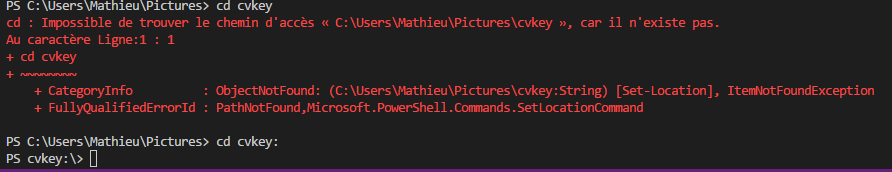 PS C:\Users\Mathieu\Pictures> cd cvkey
cd : Impossible de trouver le chemin d'accès « C:\Users\Mathieu\Pictures\cvkey », car il n'existe pas.
Au caractère Ligne:1 : 1
+ cd cvkey
+ ~~~~~~~~
    + CategoryInfo          : ObjectNotFound: (C:\Users\Mathieu\Pictures\cvkey:String) [Set-Location], ItemNotFoundException
    + FullyQualifiedErrorId : PathNotFound,Microsoft.PowerShell.Commands.SetLocationCommand

PS C:\Users\Mathieu\Pictures> cd cvkey:
PS cvkey:\>